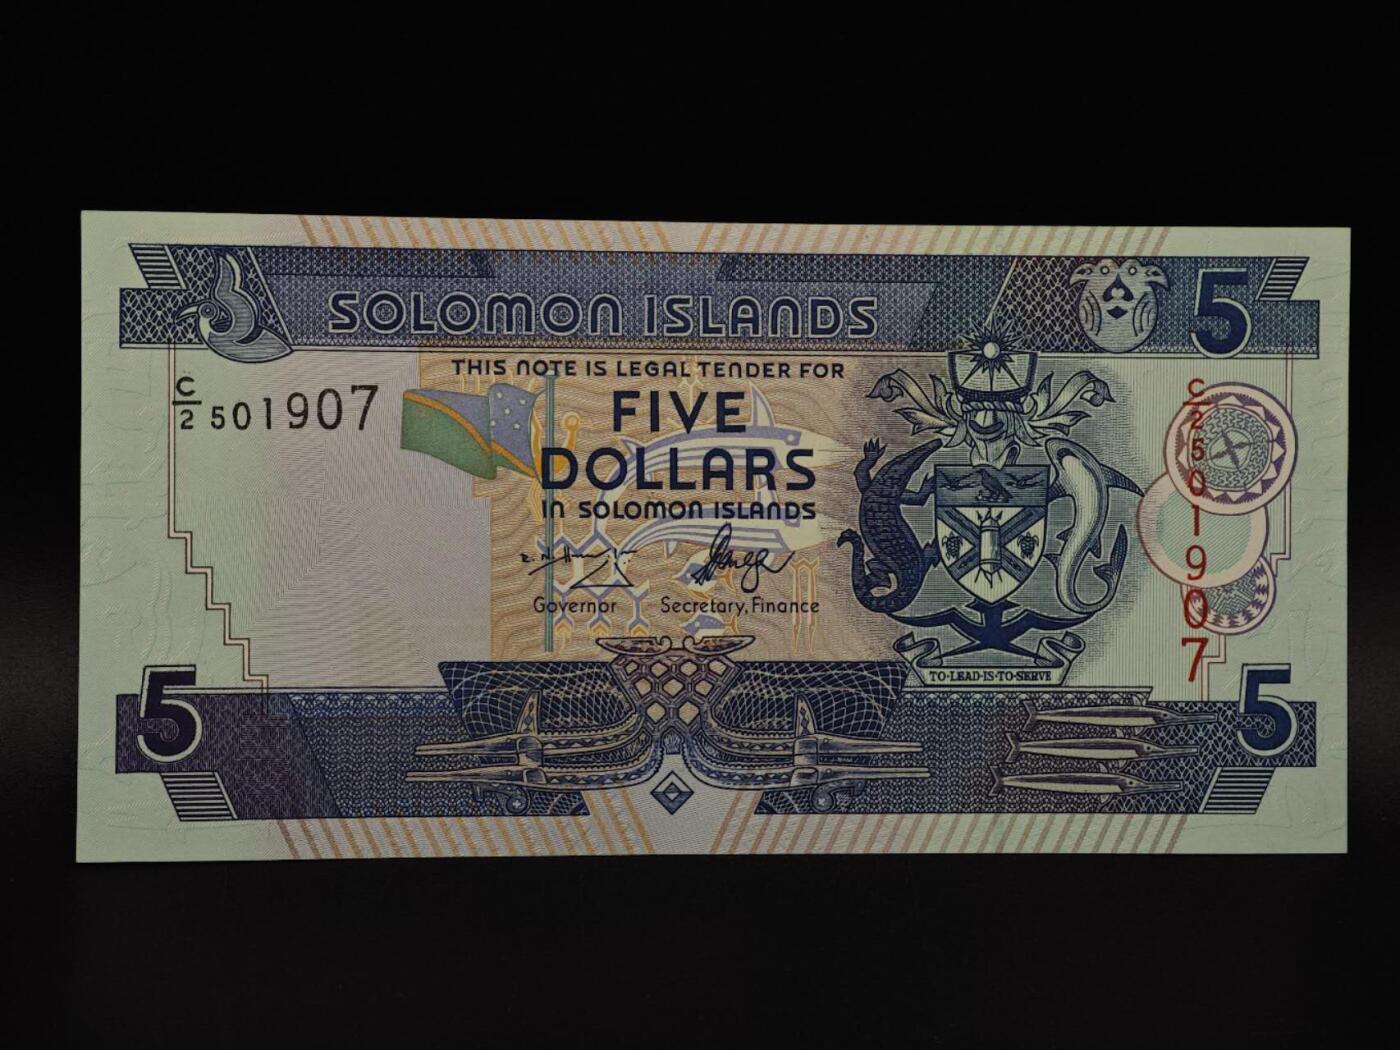 SOLOMON ISLANDS
5
THIS NOTE IS LEGAL TENDER FOR
C/2 501907
FIVE
DOLLARS
IN SOLOMON ISLANDS
C/2 501907
Governor
Secretary, Finance
TO·LEAD·IS·TO·SERVE
5
5